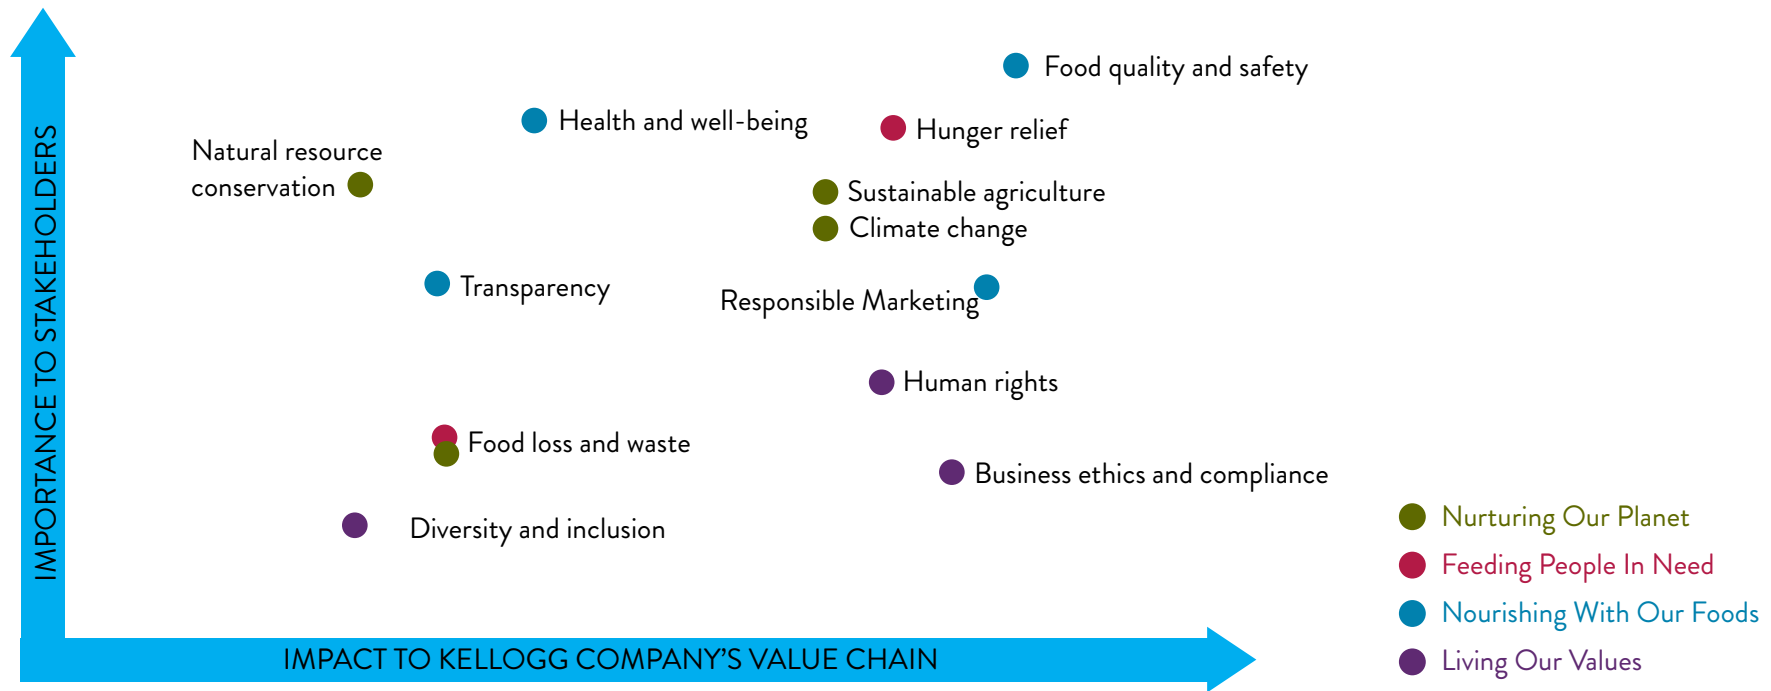 IMPORTANCE TO STAKEHOLDERS
Food quality and safety
Health and well-being
Hunger relief
Natural resource
conservation
Sustainable agriculture
Climate change
Transparency
Responsible Marketing
Human rights
Food loss and waste
Business ethics and compliance
Diversity and inclusion
Nurturing Our Planet
Feeding People In Need
Nourishing With Our Foods
Living Our Values
IMPACT TO KELLOGG COMPANY’S VALUE CHAIN